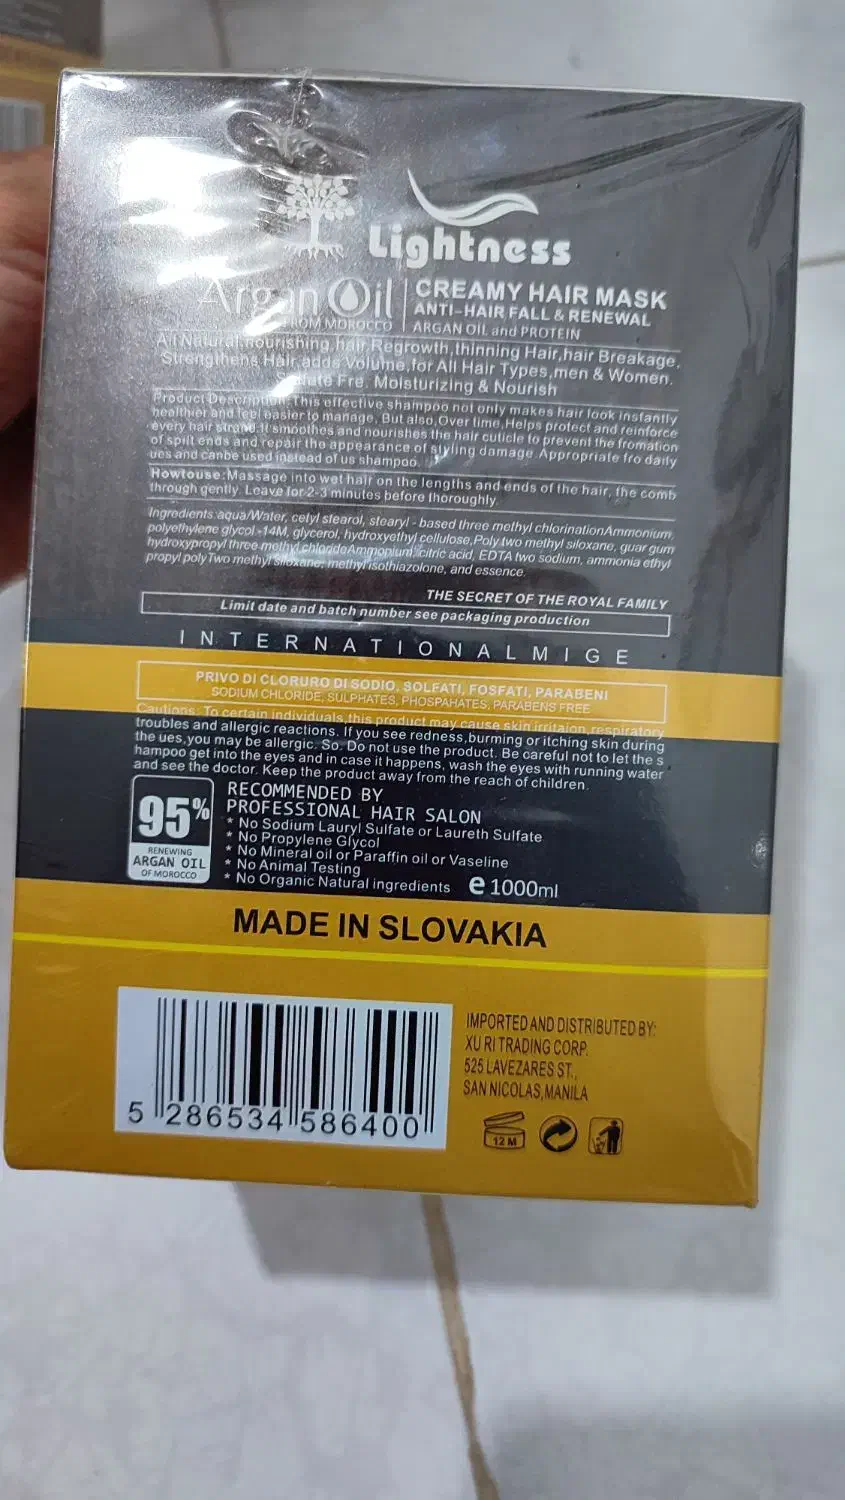 Lightness
Argan Oil
FROM MOROCCO
CREAMY HAIR MASK
ANTI-HAIR FALL & RENEWAL
ARGAN OIL and PROTEIN
All Natural,nourishing,hair Regrowth,thinning Hair,hair Breakage,
Strengthens Hair,adds Volume,for All Hair Types,men & Women.
Fre. Moisturizing & Nourish
Product Description:This effective shampoo not only makes hair look instantly
healthier and feel easier to manage, But also,Over time,Helps protect and reinforce
every hair strand.It smoothes and nourishes the hair cuticle to prevent the fromation
of spilt ends and repair the appearance of styling damage.Appropriate fro daily
ues and canbe used instead of us shampoo.
Howtouse:Massage into wet hair on the lengths and ends of the hair, the comb
through gently. Leave for 2-3 minutes before thoroughly.
Ingredients:aqua/Water, cetyl stearol, stearyl - based three methyl chlorinationAmmonium,
polyethylene glycol -14M, glycerol, hydroxyethyl cellulose,Poly two methyl siloxane, guar gum
hydroxypropyl three methyl chlorideAmmonium, citric acid, EDTA two sodium, ammonia ethyl
propyl polyTwo methyl siloxane, methyl isothiazolone, and essence.
THE SECRET OF THE ROYAL FAMILY
Limit date and batch number see packaging production
INTERNATIONALMIGE
PRIVO DI CLORURO DI SODIO, SOLFATI, FOSFATI, PARABENI
SODIUM CHLORIDE, SULPHATES, PHOSPAHATES, PARABENS FREE
Cautions: To certain individuals,this product may cause skin irritaion,respiratory
troubles and allergic reactions. If you see redness,burming or itching skin during
the ues,you may be allergic. So. Do not use the product. Be careful not to let the s
hampoo get into the eyes and in case it happens, wash the eyes with running water
and see the doctor. Keep the product away from the reach of children.
95%
RENEWING
ARGAN OIL
OF MOROCCO
RECOMMENDED BY
PROFESSIONAL HAIR SALON
* No Sodium Lauryl Sulfate or Laureth Sulfate
* No Propylene Glycol
* No Mineral oil or Paraffin oil or Vaseline
* No Animal Testing
* No Organic Natural ingredients
e 1000ml
MADE IN SLOVAKIA
IMPORTED AND DISTRIBUTED BY:
XU RI TRADING CORP.
525 LAVEZARES ST.,
SAN NICOLAS,MANILA
12 M
5 286534 586400